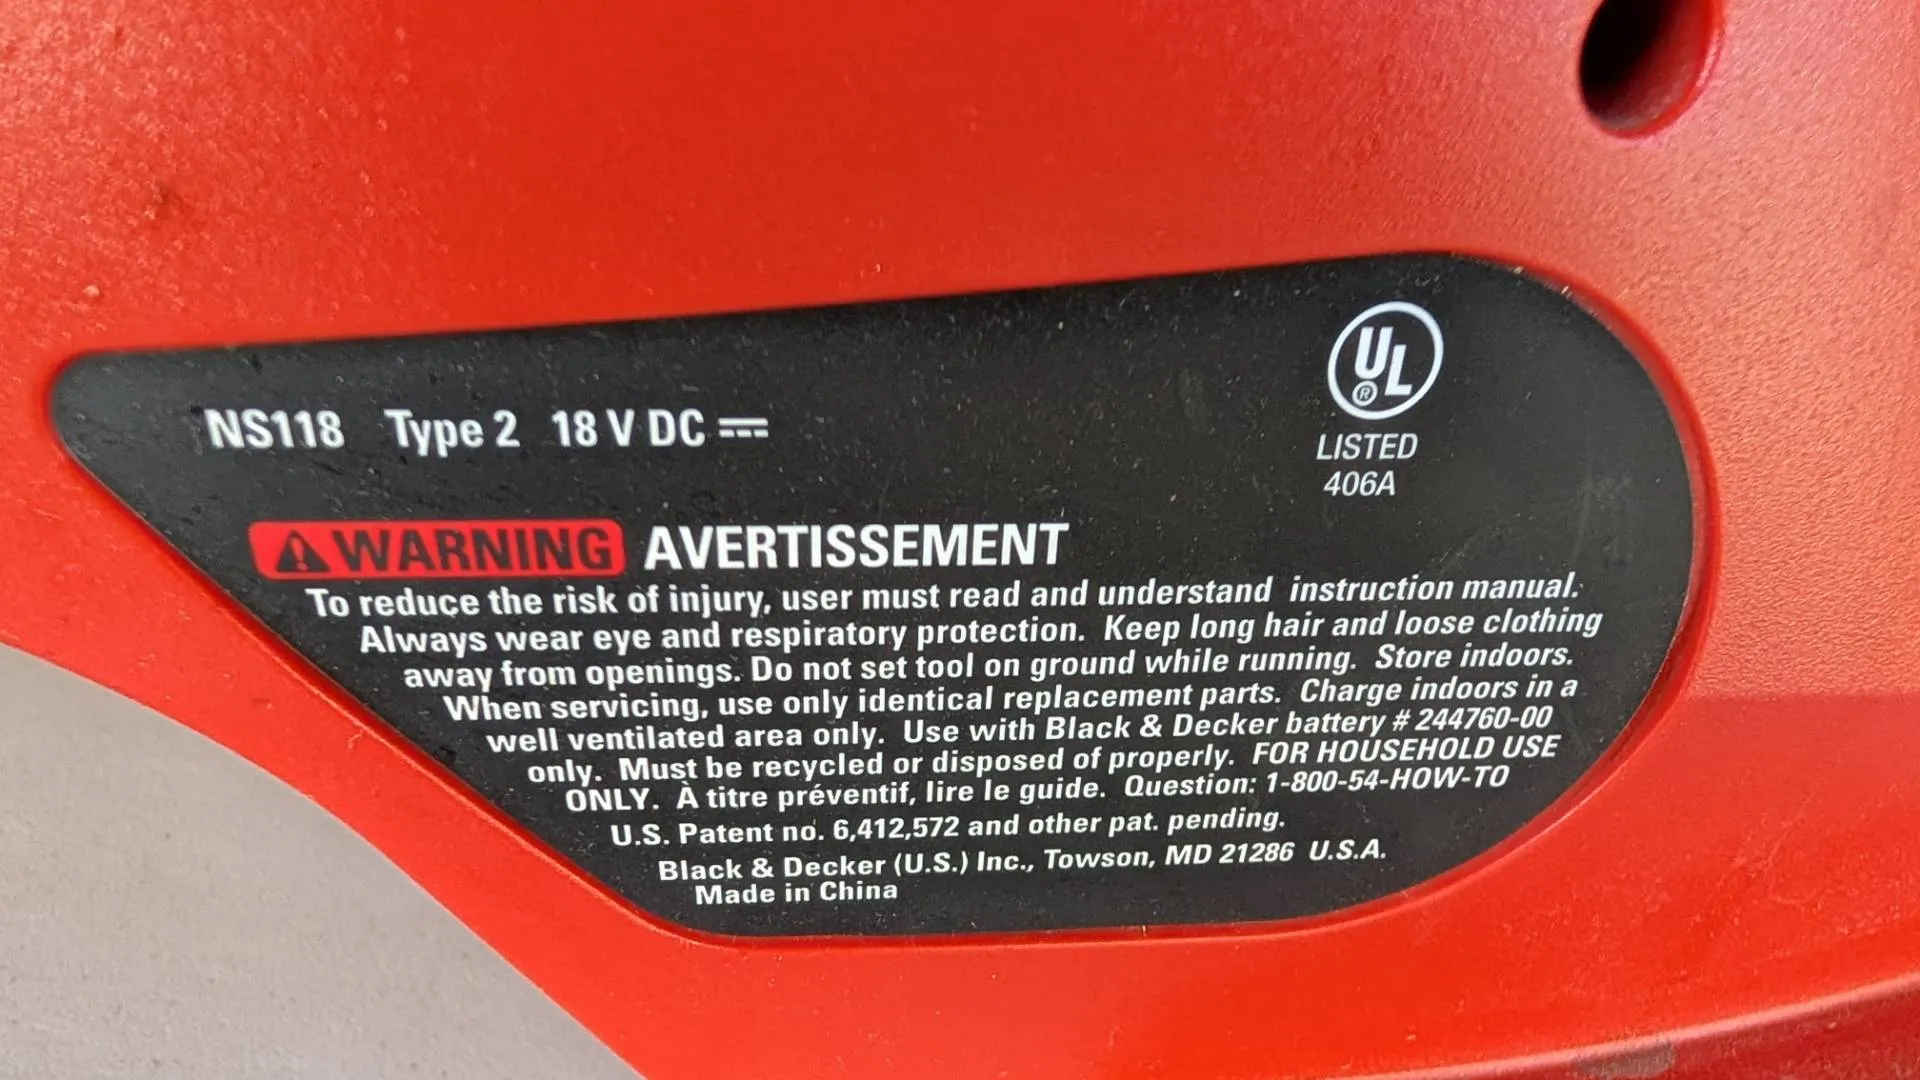 UL
®
LISTED
406A
NS118 Type 2 18 V DC ⎓
⚠ WARNING AVERTISSEMENT
To reduce the risk of injury, user must read and understand instruction manual.
Always wear eye and respiratory protection. Keep long hair and loose clothing
away from openings. Do not set tool on ground while running. Store indoors.
When servicing, use only identical replacement parts. Charge indoors in a
well ventilated area only. Use with Black & Decker battery # 244760-00
only. Must be recycled or disposed of properly. FOR HOUSEHOLD USE
ONLY. À titre préventif, lire le guide. Question: 1-800-54-HOW-TO
U.S. Patent no. 6,412,572 and other pat. pending.
Black & Decker (U.S.) Inc., Towson, MD 21286 U.S.A.
Made in China